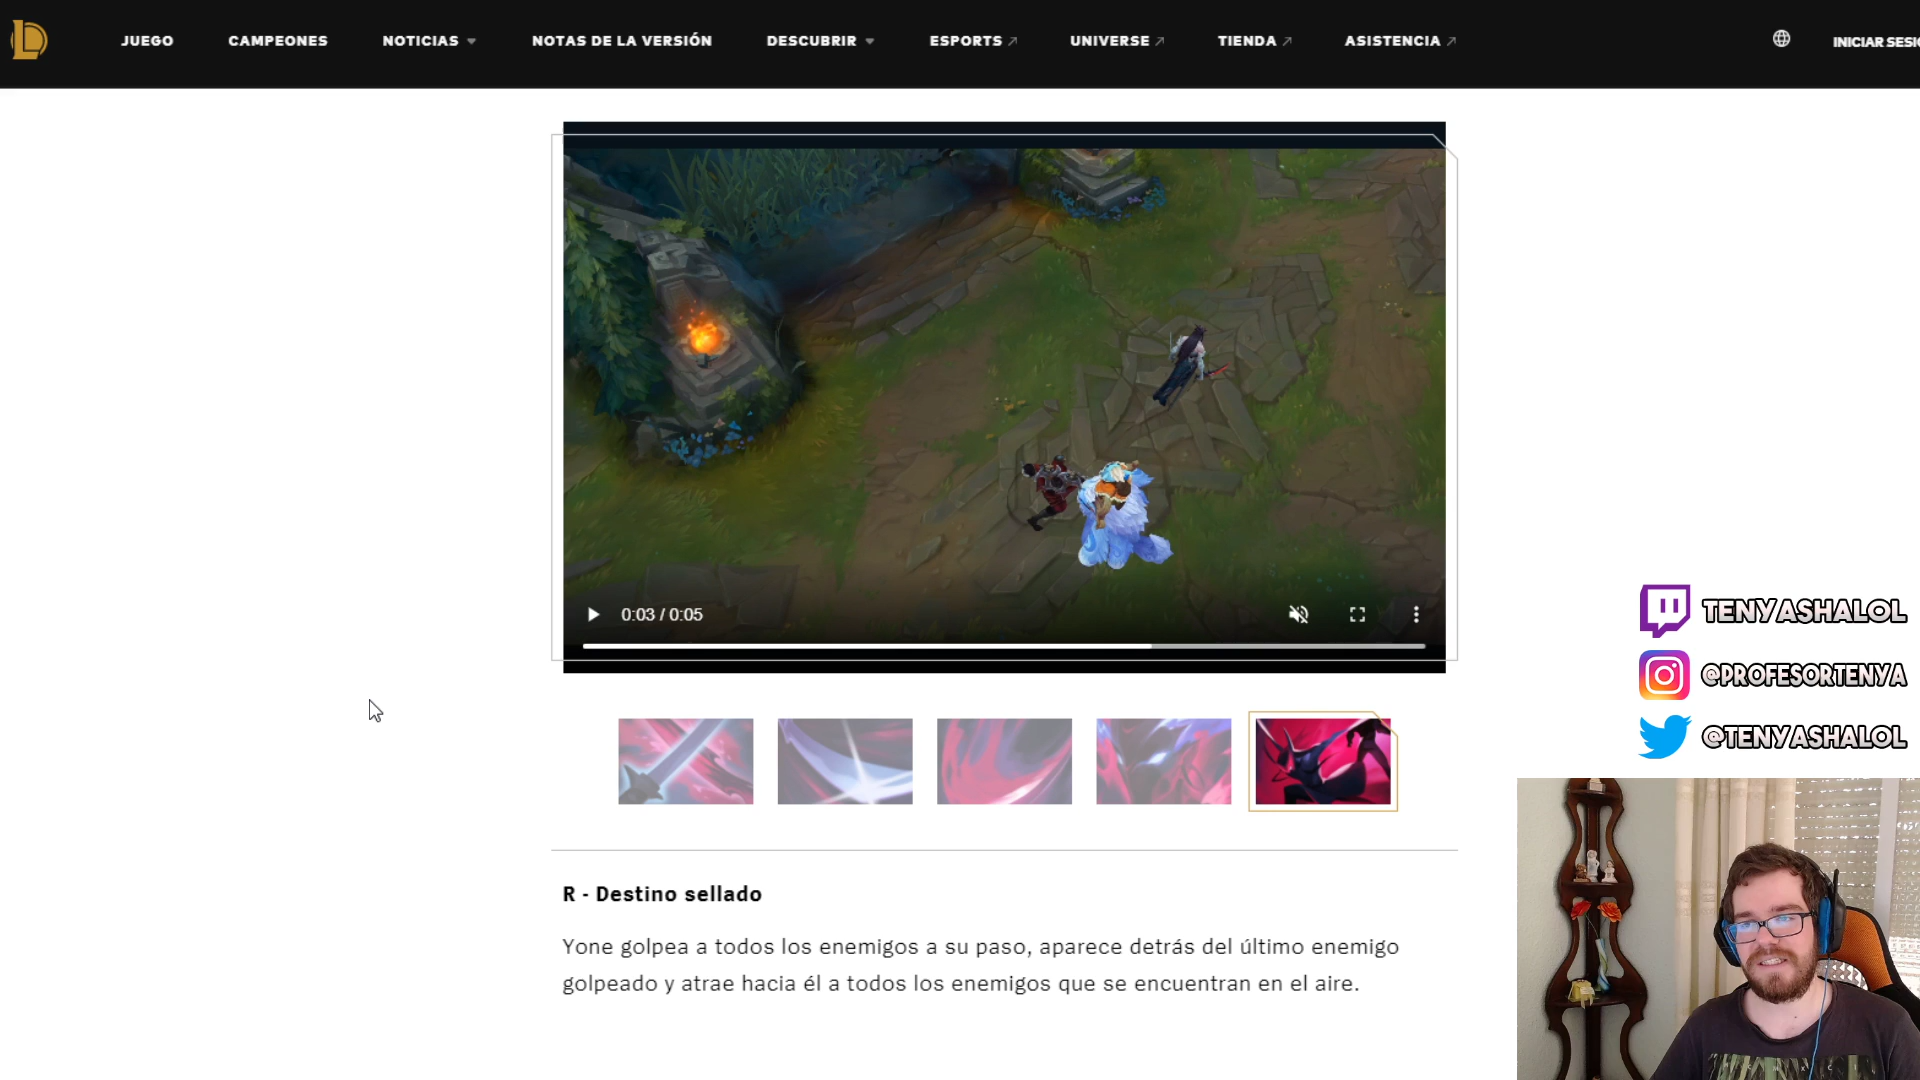 JUEGO
CAMPEONES
NOTICIAS
NOTAS DE LA VERSIÓN
DESCUBRIR
ESPORTS
UNIVERSE
TIENDA
ASISTENCIA
INICIAR SESIÓ
0:03 / 0:05
TENYASHALOL
@PROFESORTENYA
@TENYASHALOL
R - Destino sellado
Yone golpea a todos los enemigos a su paso, aparece detrás del último enemigo
golpeado y atrae hacia él a todos los enemigos que se encuentran en el aire.